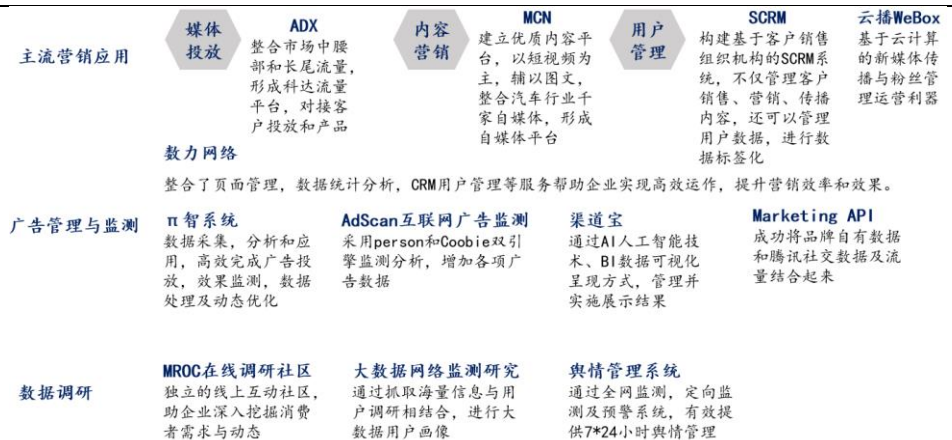 主流营销应用
媒体
投放
ADX
整合市场中腰
部和长尾流量，
形成科达流量
平台，对接客
户投放和产品
内容
营销
MCN
建立优质内容平
台，以短视频为
主，辅以图文，
整合汽车行业千
家自媒体，形成
自媒体平台
用户
管理
SCRM
构建基于客户销售
组织机构的SCRM系
统，不仅管理客户
销售、营销、传播
内容，还可以管理
用户数据，进行数
据标签化
云播WeBox
基于云计算
的新媒体传
播与粉丝管
理运营利器
数力网络
整合了页面管理，数据统计分析，CRM用户管理等服务帮助企业实现高效运作，提升营销效率和效果。
广告管理与监测
π智系统
数据采集，分析和应
用，高效完成广告投
放，效果监测，数据
处理及动态优化
AdScan互联网广告监测
采用person和Coobie双引
擎监测分析，增加各项广
告数据
渠道宝
通过AI人工智能技
术、BI数据可视化
呈现方式，管理并
实施展示结果
Marketing API
成功将品牌自有数据
和腾讯社交数据及流
量结合起来
数据调研
MROC在线调研社区
独立的线上互动社区，
助企业深入挖掘消费
者需求与动态
大数据网络监测研究
通过抓取海量信息与用
户调研相结合，进行大
数据用户画像
舆情管理系统
通过全网监测，定向监
测及预警系统，有效提
供7*24小时舆情管理